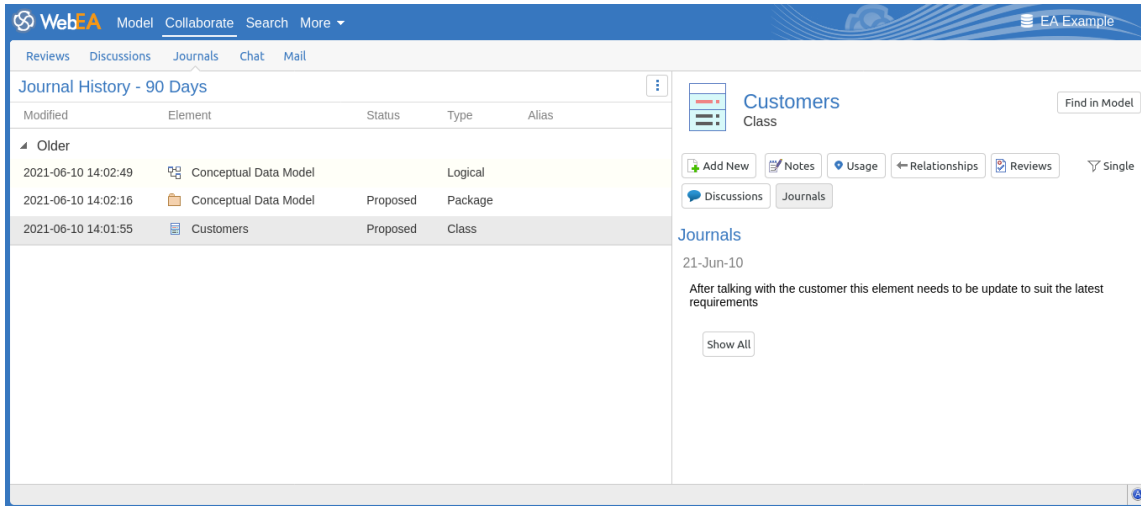 WebEA Model Collaborate Search More EA Example
Reviews Discussions Journals Chat Mail
Journal History - 90 Days
Modified Element Status Type Alias
Older
2021-06-10 14:02:49 Conceptual Data Model Logical
2021-06-10 14:02:16 Conceptual Data Model Proposed Package
2021-06-10 14:01:55 Customers Proposed Class
Customers
Class
Find in Model
Add New Notes Usage Relationships Reviews Single
Discussions Journals
Journals
21-Jun-10
After talking with the customer this element needs to be update to suit the latest
requirements
Show All